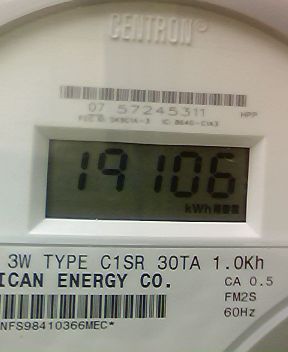 CENTRON®
07 57245311
HPP
19106
kWh
3W TYPE C1SR 30TA 1.0Kh
ICAN ENERGY CO.
CA 0.5
FM2S
60Hz
NFS98410366MEC*